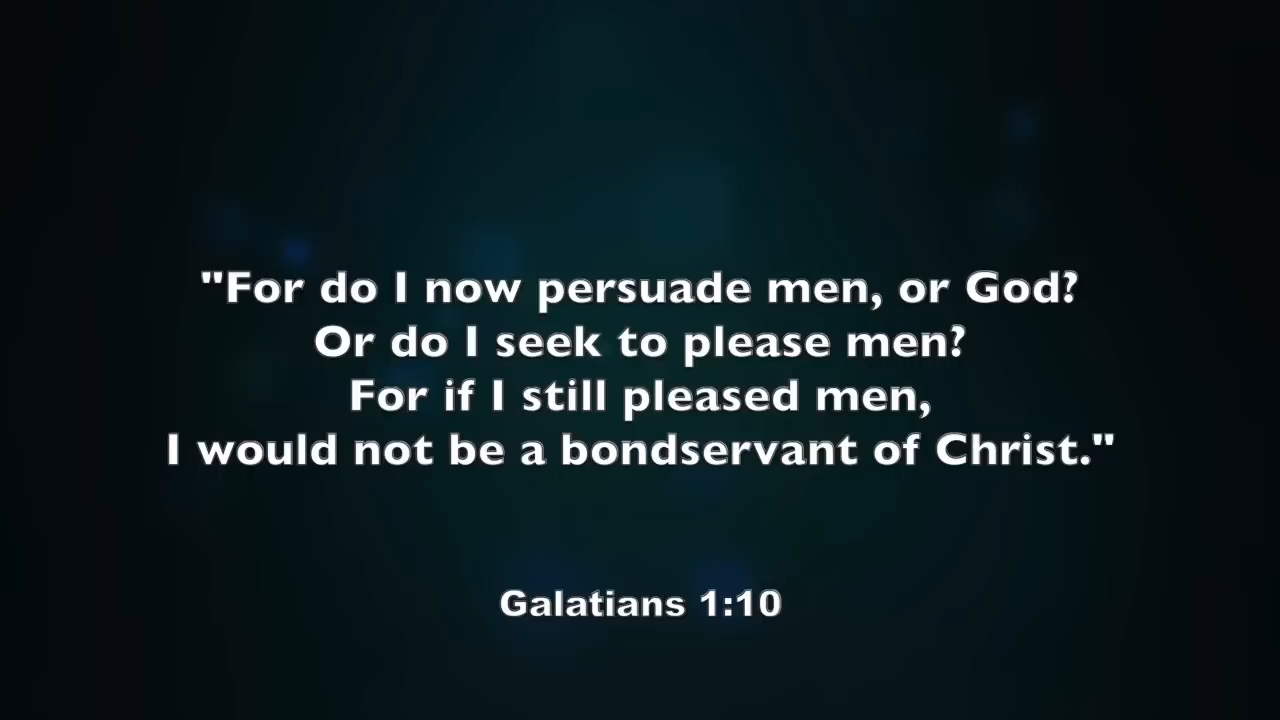 "For do I now persuade men, or God?
Or do I seek to please men?
For if I still pleased men,
I would not be a bondservant of Christ."
Galatians 1:10